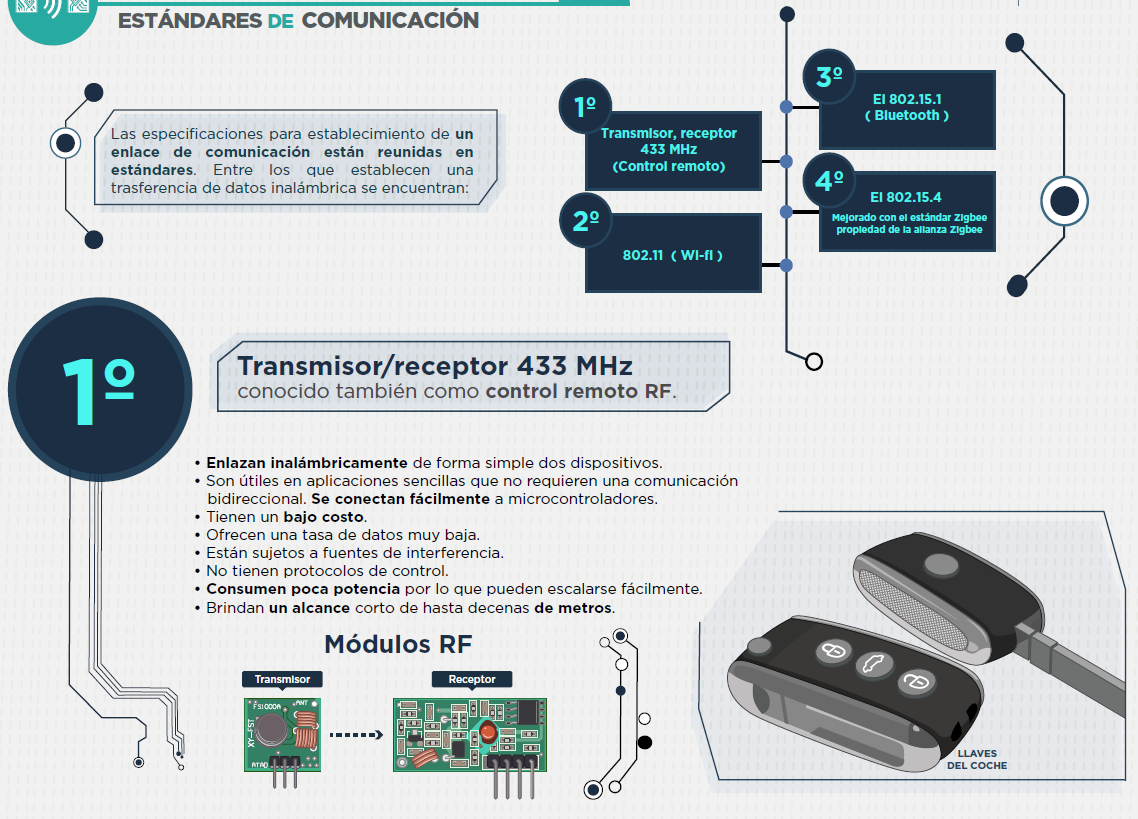 ESTÁNDARES DE COMUNICACIÓN
Las especificaciones para establecimiento de un
enlace de comunicación están reunidas en
estándares. Entre los que establecen una
trasferencia de datos inalámbrica se encuentran:
1º
Transmisor, receptor
433 MHz
(Control remoto)
2º
802.11 ( Wi-fi )
3º
El 802.15.1
( Bluetooth )
4º
El 802.15.4
Mejorado con el estándar Zigbee
propiedad de la alianza Zigbee
1º
Transmisor/receptor 433 MHz
conocido también como control remoto RF.
• Enlazan inalámbricamente de forma simple dos dispositivos.
• Son útiles en aplicaciones sencillas que no requieren una comunicación
bidireccional. Se conectan fácilmente a microcontroladores.
• Tienen un bajo costo.
• Ofrecen una tasa de datos muy baja.
• Están sujetos a fuentes de interferencia.
• No tienen protocolos de control.
• Consumen poca potencia por lo que pueden escalarse fácilmente.
• Brindan un alcance corto de hasta decenas de metros.
Módulos RF
Transmisor
Receptor
FS1000A
ANT
XY-FST
ATAD
LLAVES
DEL COCHE